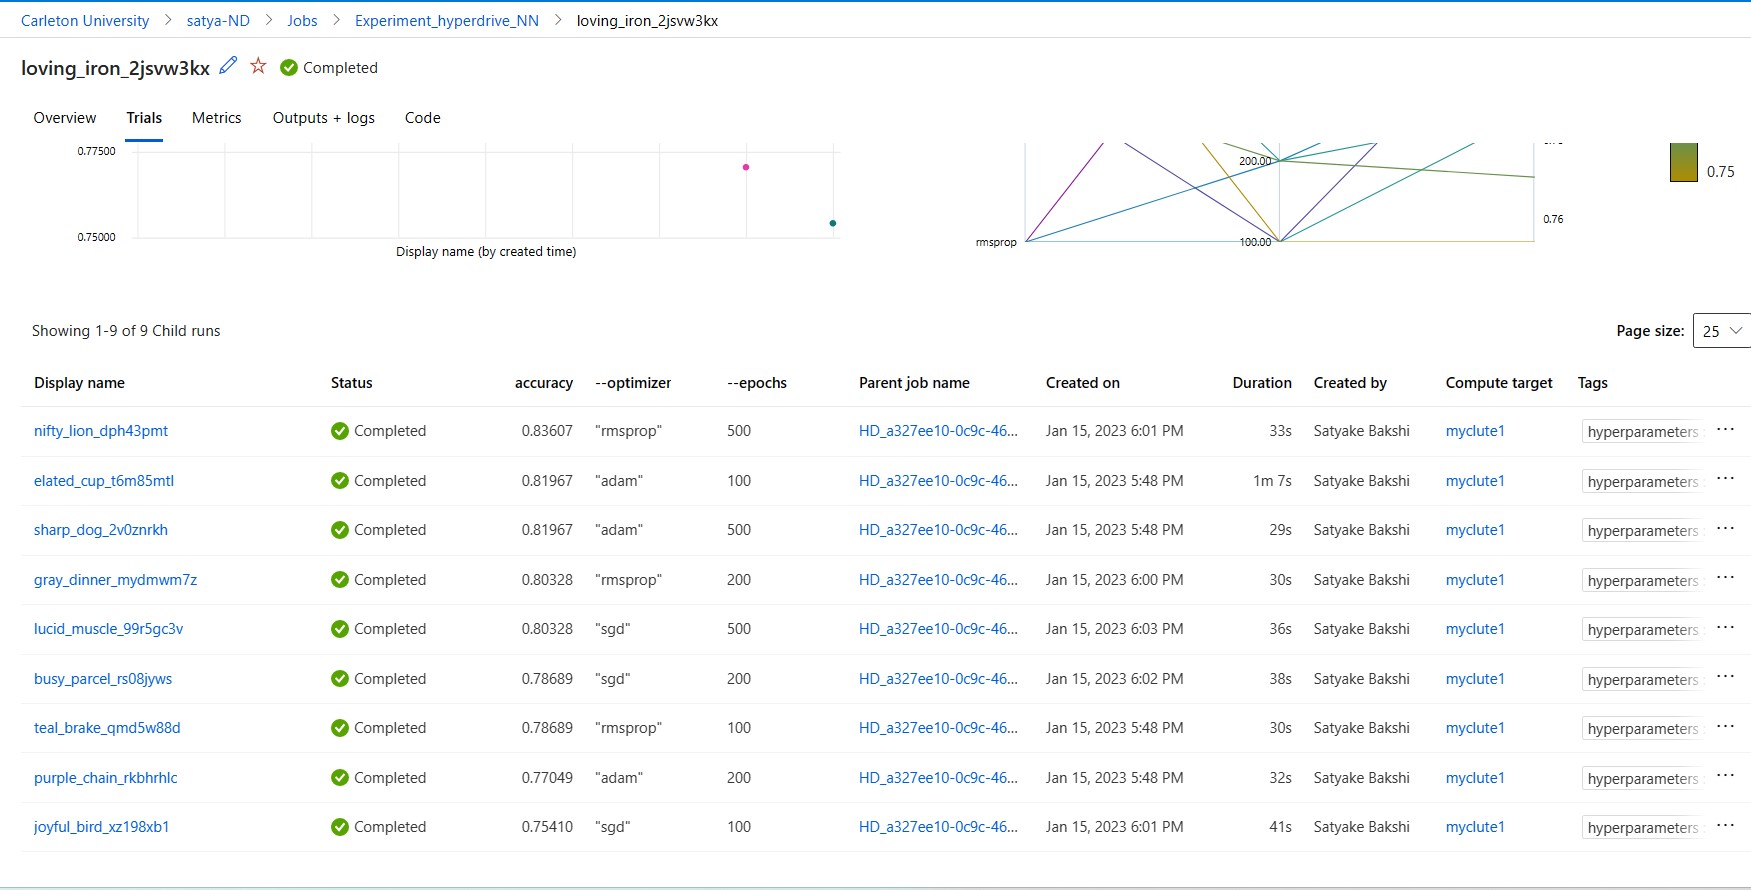 Carleton University > satya-ND > Jobs > Experiment_hyperdrive_NN > loving_iron_2jsvw3kx
loving_iron_2jsvw3kx Completed
Overview Trials Metrics Outputs + logs Code
0.77500
0.75000
Display name (by created time)
200.00
rmsprop
100.00
0.76
0.75
Showing 1-9 of 9 Child runs
Page size: 25
Display name Status accuracy --optimizer --epochs Parent job name Created on Duration Created by Compute target Tags
nifty_lion_dph43pmt Completed 0.83607 "rmsprop" 500 HD_a327ee10-0c9c-46... Jan 15, 2023 6:01 PM 33s Satyake Bakshi myclute1 hyperparameters ...
elated_cup_t6m85mtl Completed 0.81967 "adam" 100 HD_a327ee10-0c9c-46... Jan 15, 2023 5:48 PM 1m 7s Satyake Bakshi myclute1 hyperparameters ...
sharp_dog_2v0znrkh Completed 0.81967 "adam" 500 HD_a327ee10-0c9c-46... Jan 15, 2023 5:48 PM 29s Satyake Bakshi myclute1 hyperparameters ...
gray_dinner_mydmwm7z Completed 0.80328 "rmsprop" 200 HD_a327ee10-0c9c-46... Jan 15, 2023 6:00 PM 30s Satyake Bakshi myclute1 hyperparameters ...
lucid_muscle_99r5gc3v Completed 0.80328 "sgd" 500 HD_a327ee10-0c9c-46... Jan 15, 2023 6:03 PM 36s Satyake Bakshi myclute1 hyperparameters ...
busy_parcel_rs08jyws Completed 0.78689 "sgd" 200 HD_a327ee10-0c9c-46... Jan 15, 2023 6:02 PM 38s Satyake Bakshi myclute1 hyperparameters ...
teal_brake_qmd5w88d Completed 0.78689 "rmsprop" 100 HD_a327ee10-0c9c-46... Jan 15, 2023 5:48 PM 30s Satyake Bakshi myclute1 hyperparameters ...
purple_chain_rkbhrhlc Completed 0.77049 "adam" 200 HD_a327ee10-0c9c-46... Jan 15, 2023 5:48 PM 32s Satyake Bakshi myclute1 hyperparameters ...
joyful_bird_xz198xb1 Completed 0.75410 "sgd" 100 HD_a327ee10-0c9c-46... Jan 15, 2023 6:01 PM 41s Satyake Bakshi myclute1 hyperparameters ...